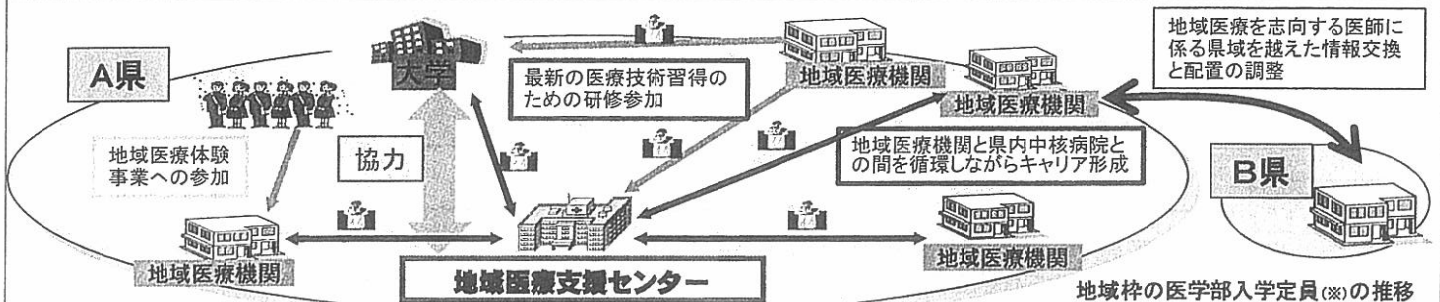 A県
大学
地域医療機関
地域医療機関
地域医療を志向する医師に
係る県域を越えた情報交換
と配置の調整
最新の医療技術習得の
ための研修参加
地域医療体験
事業への参加
協力
地域医療機関と県内中核病院と
の間を循環しながらキャリア形成
B県
地域医療機関
地域医療支援センター
地域医療機関
地域枠の医学部入学定員(※)の推移